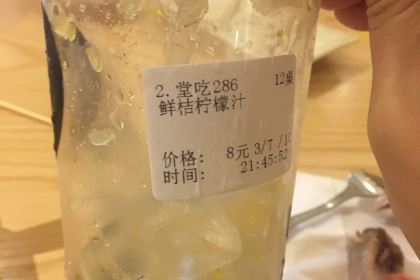 2. 堂吃286 12桌
鲜桔柠檬汁
价格: 8元 3/7 /10
时间: 21:45:52